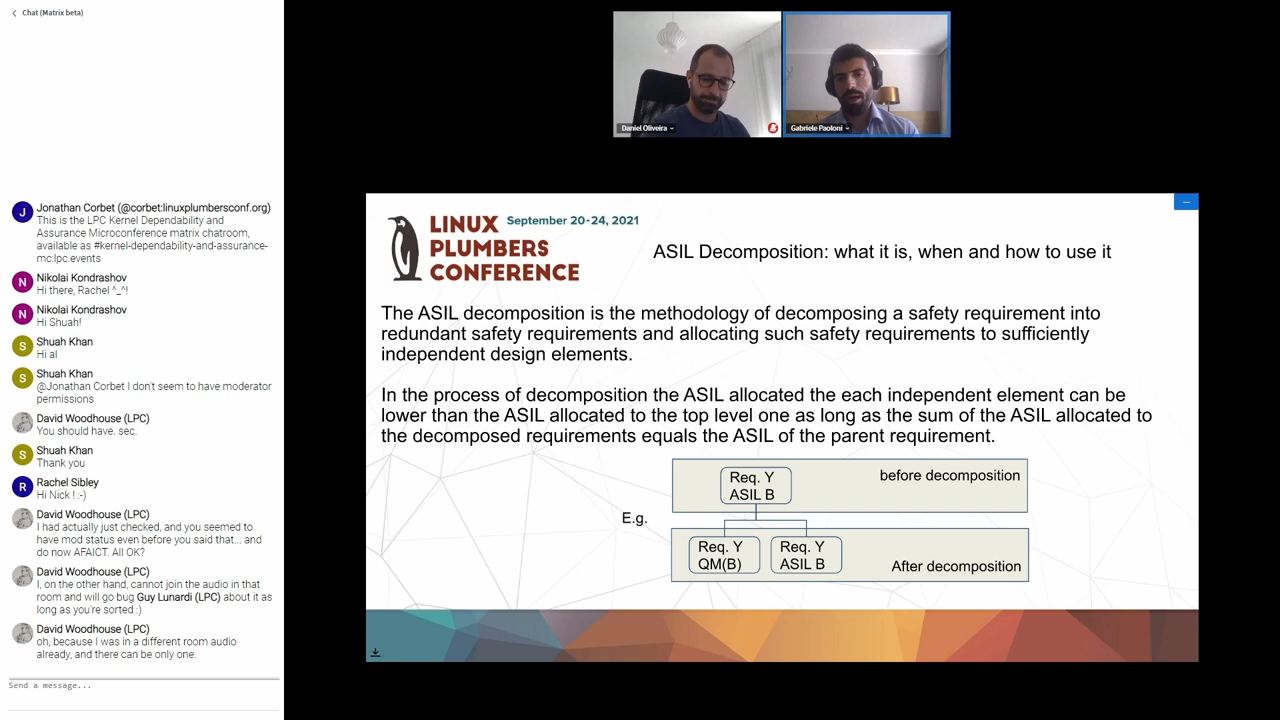 Chat (Matrix beta)
Jonathan Corbet (@corbet:linuxplumbersconf.org)
This is the LPC Kernel Dependability and
Assurance Microconference matrix chatroom,
available as #kernel-dependability-and-assurance-
mc:lpc.events
Nikolai Kondrashov
Hi there, Rachel ^_^!
Nikolai Kondrashov
Hi Shuah!
Shuah Khan
Hi al
Shuah Khan
@Jonathan Corbet I don't seem to have moderator
permissions
David Woodhouse (LPC)
You should have. sec.
Shuah Khan
Thank you
Rachel Sibley
Hi Nick ! :-)
David Woodhouse (LPC)
I had actually just checked, and you seemed to
have mod status even before you said that... and
do now AFAICT. All OK?
David Woodhouse (LPC)
I, on the other hand, cannot join the audio in that
room and will go bug Guy Lunardi (LPC) about it as
long as you're sorted :)
David Woodhouse (LPC)
oh, because I was in a different room audio
already, and there can be only one.
Send a message...
Daniel Oliveira
Gabriele Paoloni
LINUX September 20-24, 2021
PLUMBERS
CONFERENCE
ASIL Decomposition: what it is, when and how to use it
The ASIL decomposition is the methodology of decomposing a safety requirement into
redundant safety requirements and allocating such safety requirements to sufficiently
independent design elements.
In the process of decomposition the ASIL allocated the each independent element can be
lower than the ASIL allocated to the top level one as long as the sum of the ASIL allocated to
the decomposed requirements equals the ASIL of the parent requirement.
E.g.
Req. Y
ASIL B
before decomposition
Req. Y
QM(B)
Req. Y
ASIL B
After decomposition
J
N
N
S
S
S
R